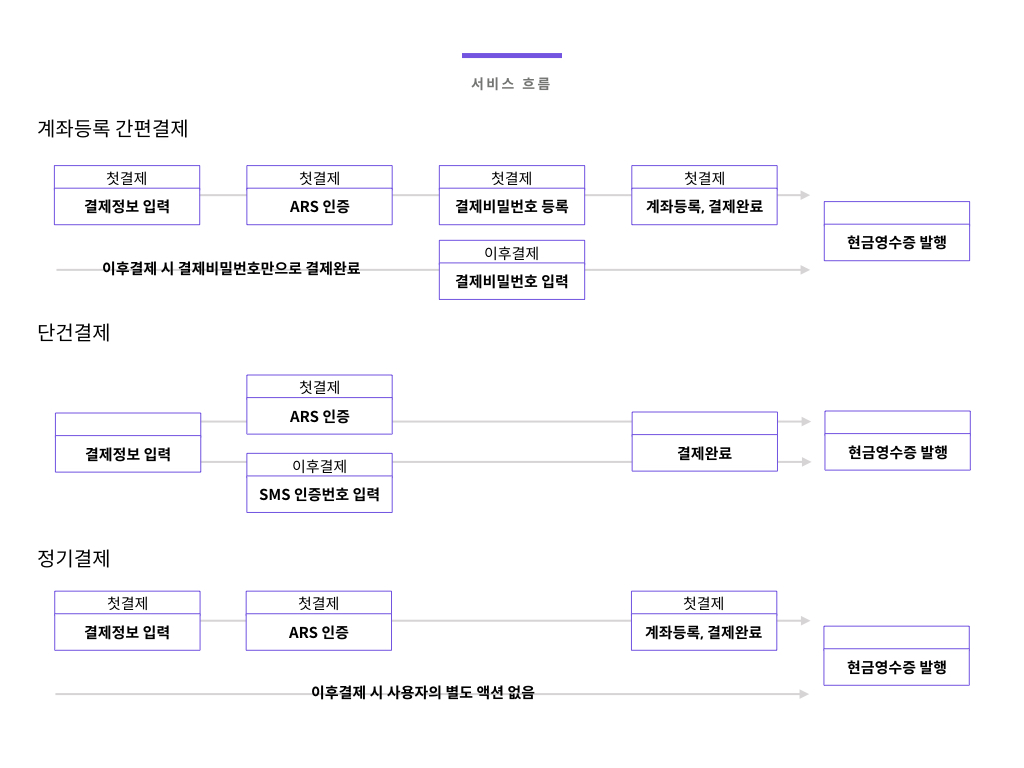 서비스 흐름
계좌등록 간편결제
첫결제
결제정보 입력
첫결제
ARS 인증
첫결제
결제비밀번호 등록
첫결제
계좌등록, 결제완료
현금영수증 발행
이후결제 시 결제비밀번호만으로 결제완료
이후결제
결제비밀번호 입력
단건결제
결제정보 입력
첫결제
ARS 인증
이후결제
SMS 인증번호 입력
결제완료
현금영수증 발행
정기결제
첫결제
결제정보 입력
첫결제
ARS 인증
첫결제
계좌등록, 결제완료
현금영수증 발행
이후결제 시 사용자의 별도 액션 없음